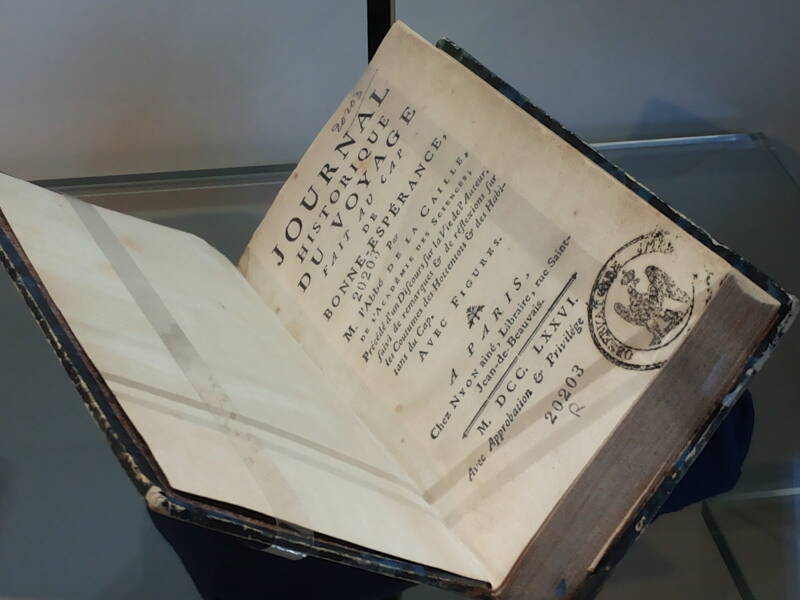 20203
JOURNAL
HISTORIQUE
DU VOYAGE
FAIT AU CAP
DE
BONNE-ESPÉRANCE,
20203 Par
M. l'Abbé DE LA CAILLE,
DE L'ACADÉMIE DES SCIENCES;
Précédé d'un Discours sur la Vie de l'Auteur,
suivi de remarques & de réflexions sur
les Coutumes des Hottentots & des Habi-
tans du Cap.
AVEC FIGURES.
A PARIS,
Chez NYON aîné, Libraire, rue Saint-
Jean-de-Beauvais.
M. DCC. LXXVI.
Avec Approbation & Privilége
20203
R